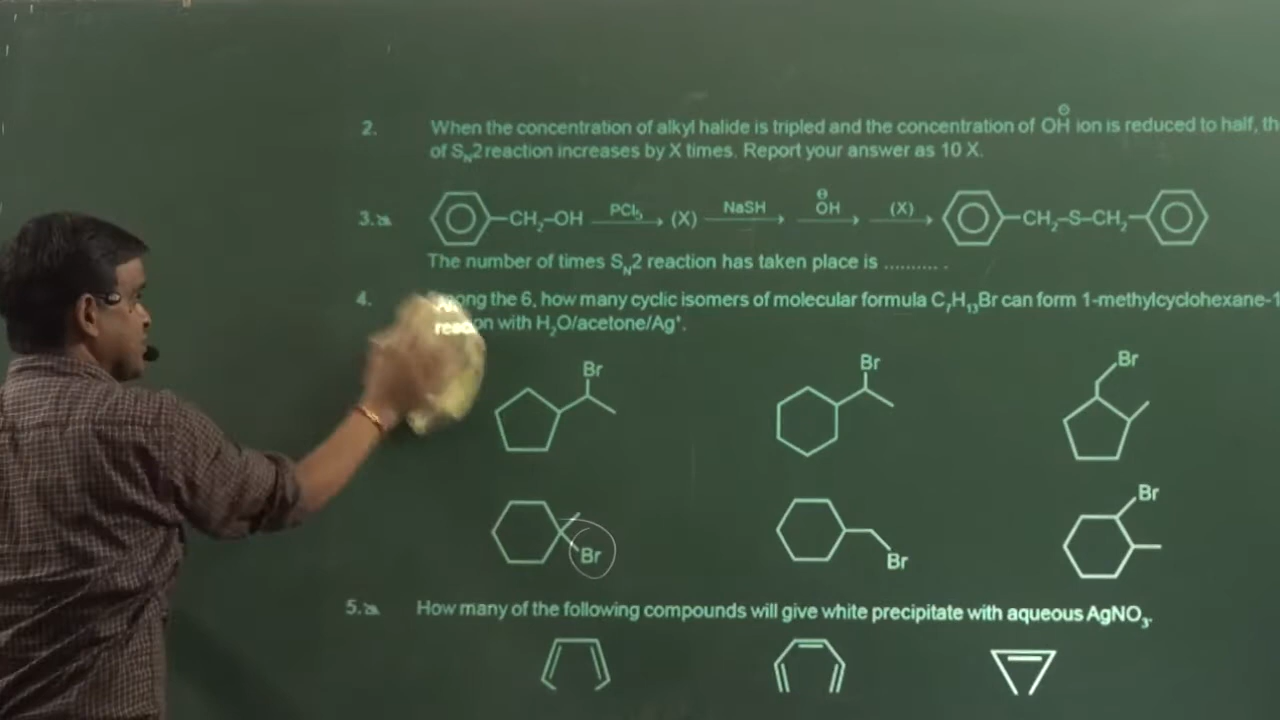 2. When the concentration of alkyl halide is tripled and the concentration of OH⊖ ion is reduced to half, th
of SN2 reaction increases by X times. Report your answer as 10 X.
3. CH2–OH PCl5 (X) NaSH ⊖OH (X) CH2–S–CH2
The number of times SN2 reaction has taken place is ..........
4. the 6, how many cyclic isomers of molecular formula C7H13Br can form 1-methylcyclohexane-1
with H2O/acetone/Ag+.
Br Br Br
Br Br Br
5. How many of the following compounds will give white precipitate with aqueous AgNO3.